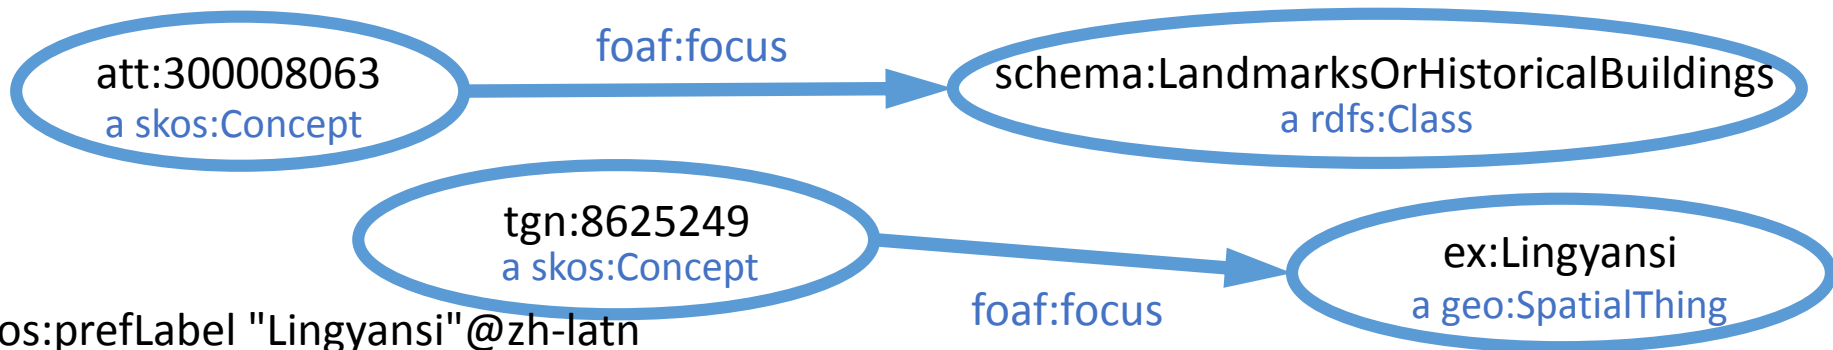 foaf:focus
att:300008063
a skos:Concept
schema:LandmarksOrHistoricalBuildings
a rdfs:Class
tgn:8625249
a skos:Concept
ex:Lingyansi
a geo:SpatialThing
foaf:focus
os:prefLabel "Lingyansi"@zh-latn